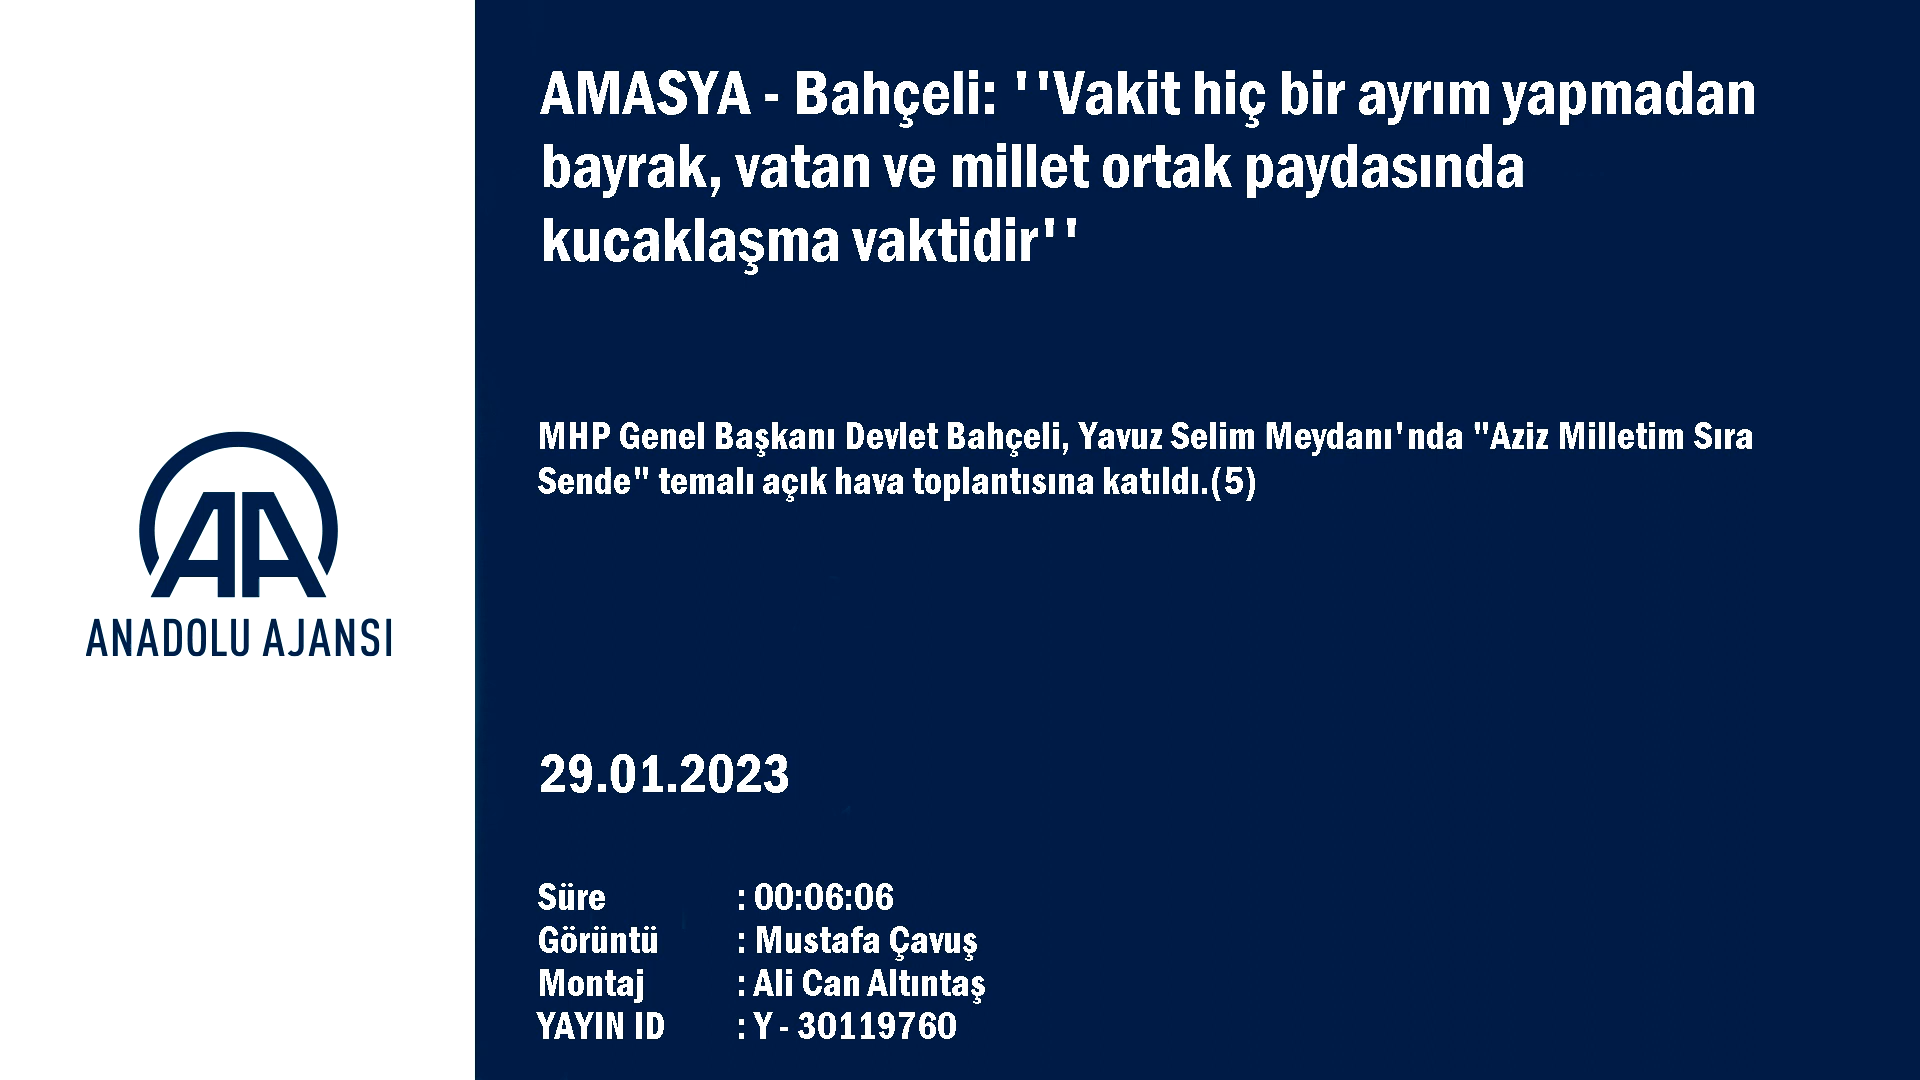 AMASYA - Bahçeli: ''Vakit hiç bir ayrım yapmadan
bayrak, vatan ve millet ortak paydasında
kucaklaşma vaktidir''
MHP Genel Başkanı Devlet Bahçeli, Yavuz Selim Meydanı'nda "Aziz Milletim Sıra
Sende" temalı açık hava toplantısına katıldı.(5)
AA
ANADOLU AJANSI
29.01.2023
Süre : 00:06:06
Görüntü : Mustafa Çavuş
Montaj : Ali Can Altıntaş
YAYIN ID : Y - 30119760